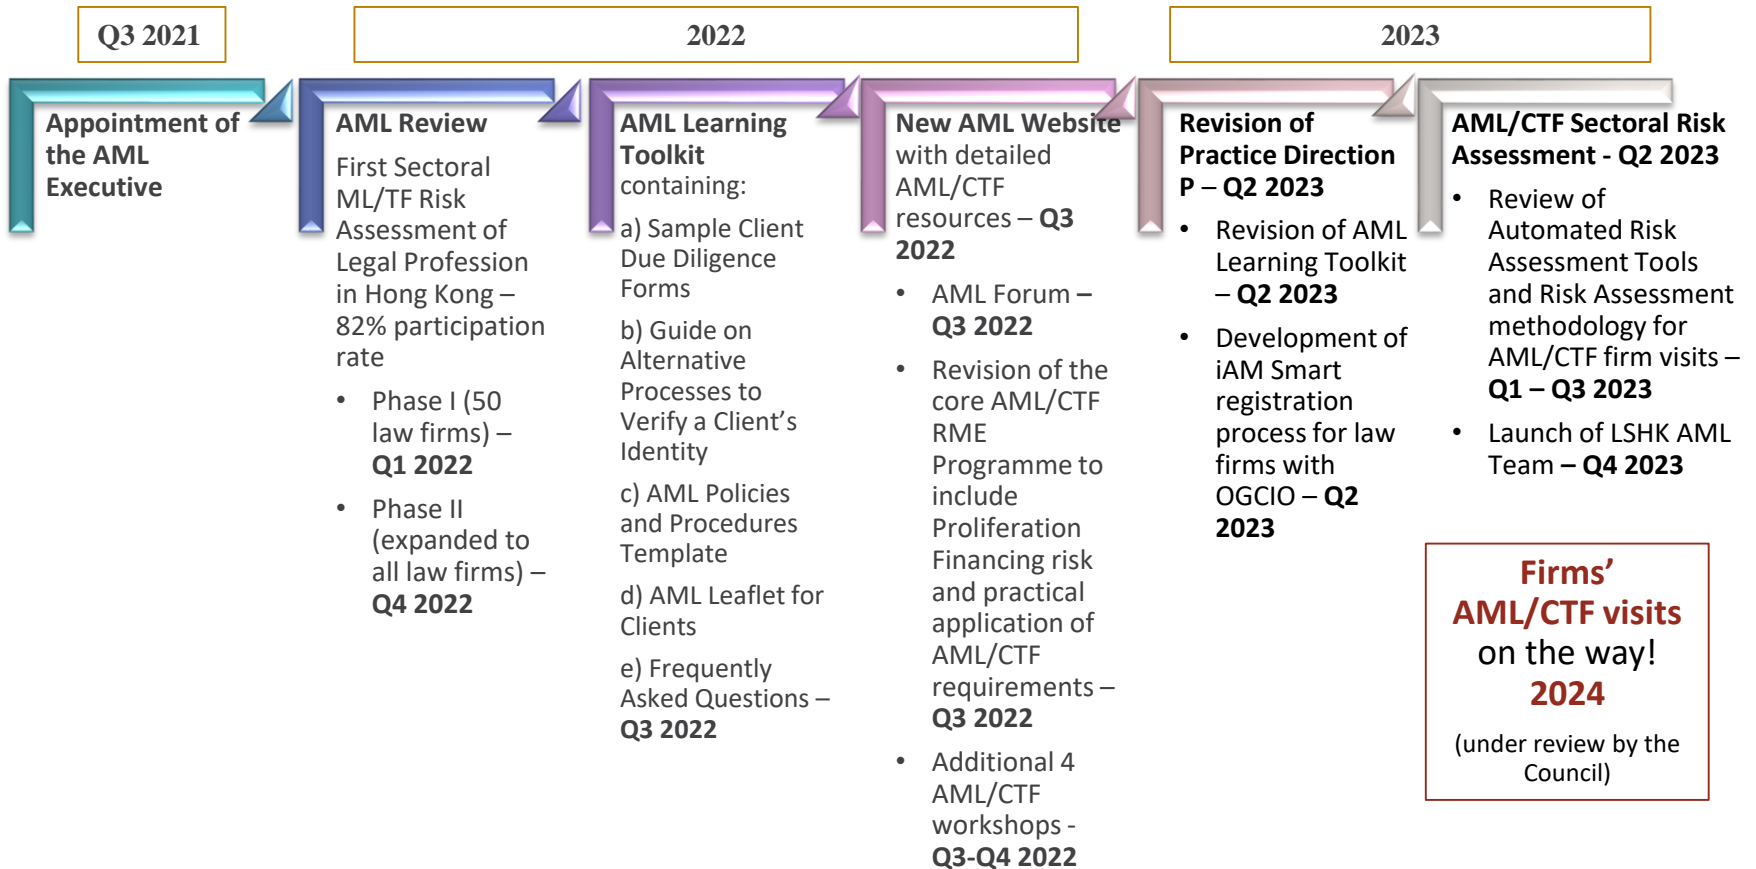 Q3 2021
2022
2023
Appointment of
the AML
Executive
AML Review
First Sectoral
ML/TF Risk
Assessment of
Legal Profession
in Hong Kong –
82% participation
rate
• Phase I (50
law firms) –
Q1 2022
• Phase II
(expanded to
all law firms) –
Q4 2022
AML Learning
Toolkit
containing:
a) Sample Client
Due Diligence
Forms
b) Guide on
Alternative
Processes to
Verify a Client’s
Identity
c) AML Policies
and Procedures
Template
d) AML Leaflet for
Clients
e) Frequently
Asked Questions –
Q3 2022
New AML Website
with detailed
AML/CTF
resources – Q3
2022
• AML Forum –
Q3 2022
• Revision of the
core AML/CTF
RME
Programme to
include
Proliferation
Financing risk
and practical
application of
AML/CTF
requirements –
Q3 2022
• Additional 4
AML/CTF
workshops -
Q3-Q4 2022
Revision of
Practice Direction
P – Q2 2023
• Revision of AML
Learning Toolkit
– Q2 2023
• Development of
iAM Smart
registration
process for law
firms with
OGCIO – Q2
2023
AML/CTF Sectoral Risk
Assessment - Q2 2023
• Review of
Automated Risk
Assessment Tools
and Risk Assessment
methodology for
AML/CTF firm visits –
Q1 – Q3 2023
• Launch of LSHK AML
Team – Q4 2023
Firms’
AML/CTF visits
on the way!
2024
(under review by the
Council)